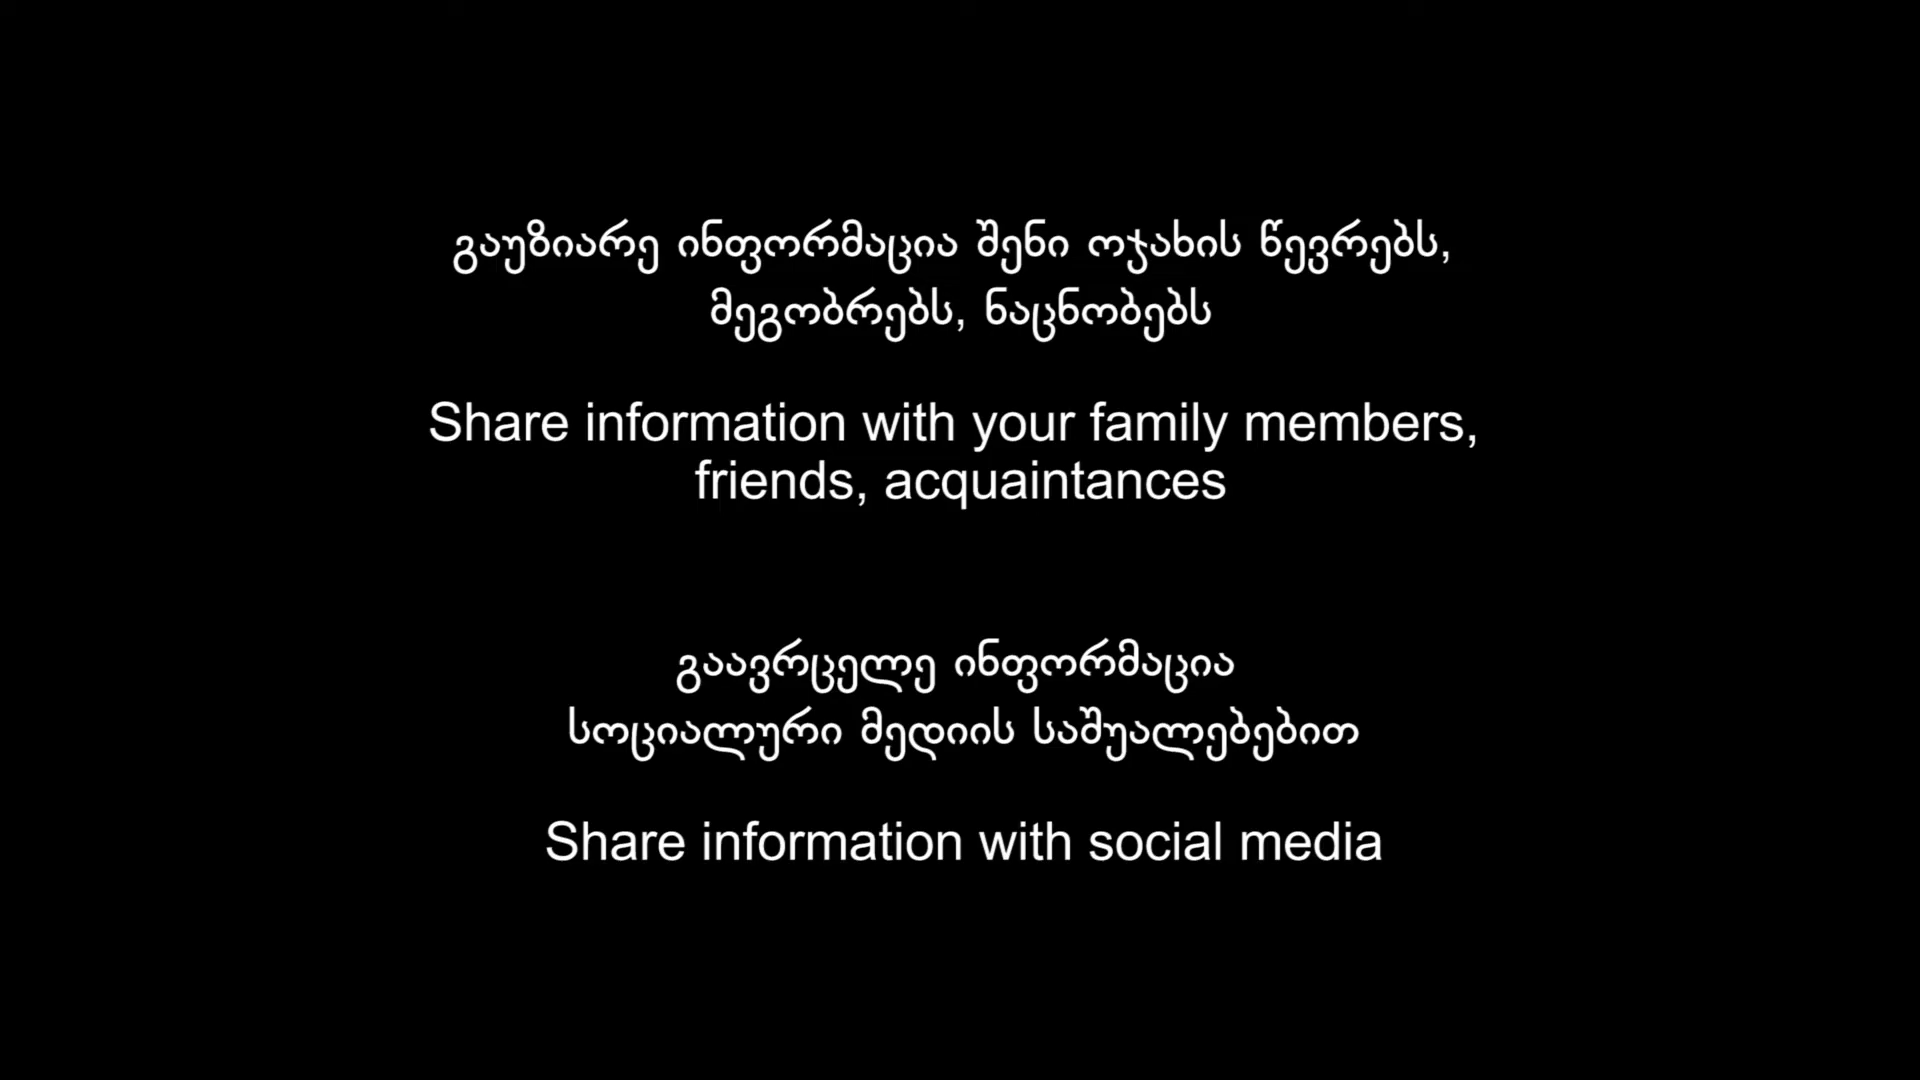 გაუზიარე ინფორმაცია შენი ოჯახის წევრებს,
მეგობრებს, ნაცნობებს
Share information with your family members,
friends, acquaintances
გაავრცელე ინფორმაცია
სოციალური მედიის საშუალებებით
Share information with social media